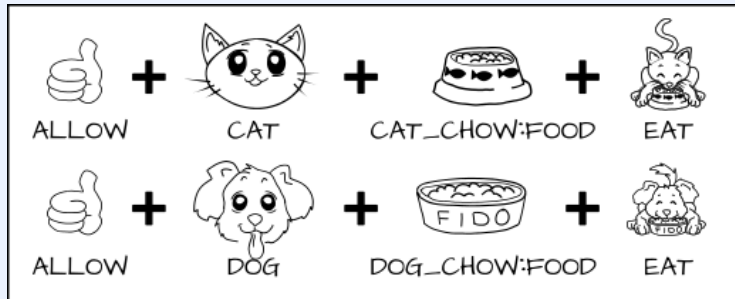 ALLOW + CAT + CAT_CHOW:FOOD + EAT
FIDO
ALLOW + DOG + DOG_CHOW:FOOD + EAT